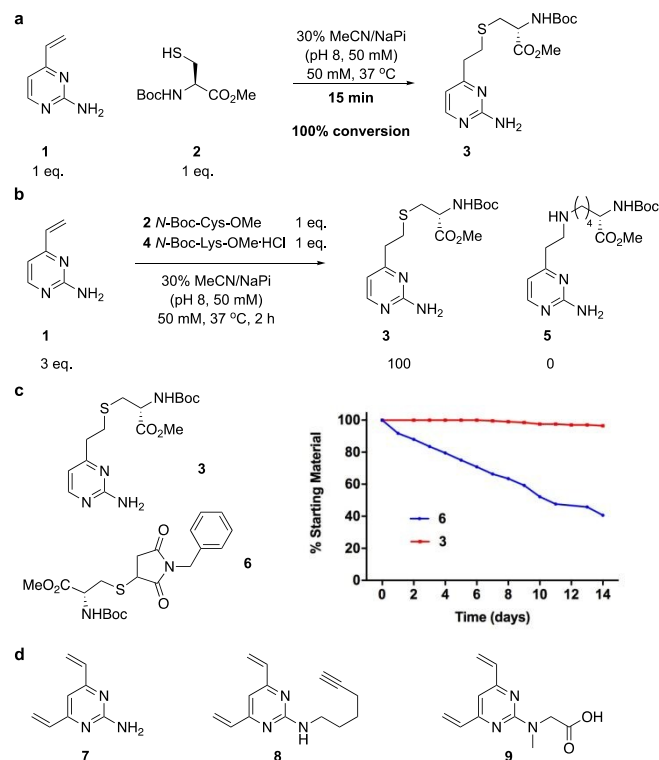 a
1
1 eq.
NH2
N
N
HS
BocHN
CO2Me
2
1 eq.
30% MeCN/NaPi
(pH 8, 50 mM)
50 mM, 37 °C
15 min
100% conversion
S
NHBoc
CO2Me
N
N
NH2
3
b
N
N
NH2
1
3 eq.
2 N-Boc-Cys-OMe 1 eq.
4 N-Boc-Lys-OMe·HCl 1 eq.
30% MeCN/NaPi
(pH 8, 50 mM)
50 mM, 37 °C, 2 h
S
NHBoc
CO2Me
N
N
NH2
3
100
HN
4
NHBoc
CO2Me
N
N
NH2
5
0
c
S
NHBoc
CO2Me
N
N
NH2
3
O
N
O
S
MeO2C
NHBoc
6
% Starting Material
100
80
60
40
20
0
6
3
0 2 4 6 8 10 12 14
Time (days)
d
N
N
NH2
7
N
N
N
H
8
N
N
N
OH
O
9